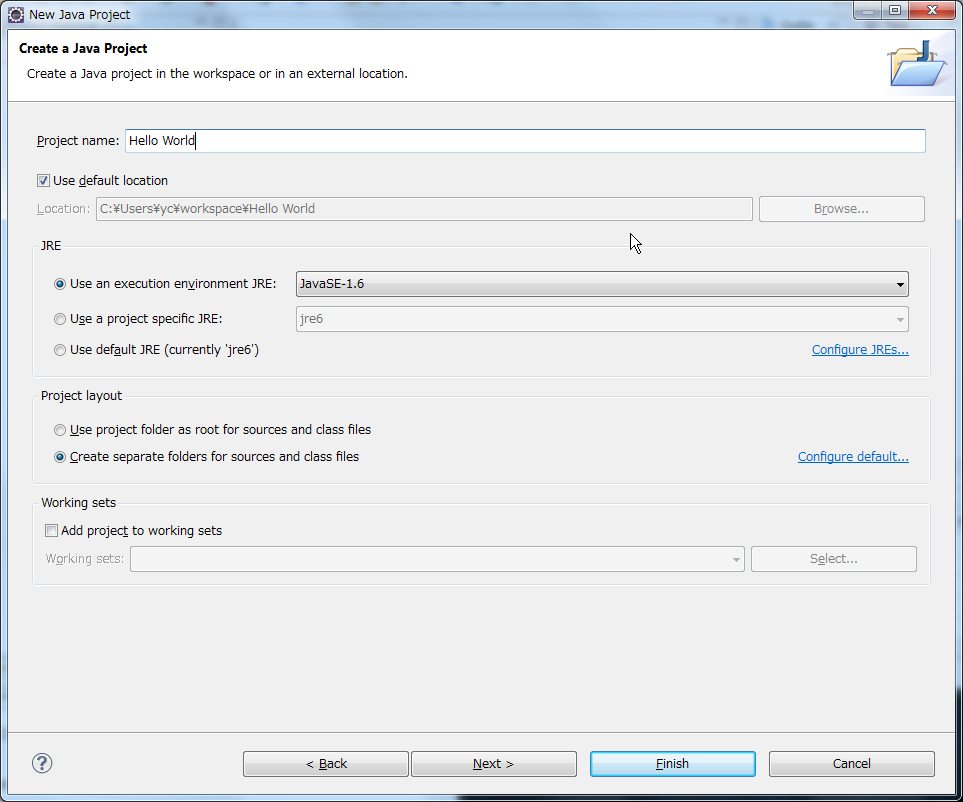 New Java Project
Create a Java Project
Create a Java project in the workspace or in an external location.
Project name: Hello World
Use default location
Location: C:¥Users¥yc¥workspace¥Hello World Browse...
JRE
Use an execution environment JRE: JavaSE-1.6
Use a project specific JRE: jre6
Use default JRE (currently 'jre6') Configure JREs...
Project layout
Use project folder as root for sources and class files
Create separate folders for sources and class files Configure default...
Working sets
Add project to working sets
Working sets: Select...
? < Back Next > Finish Cancel